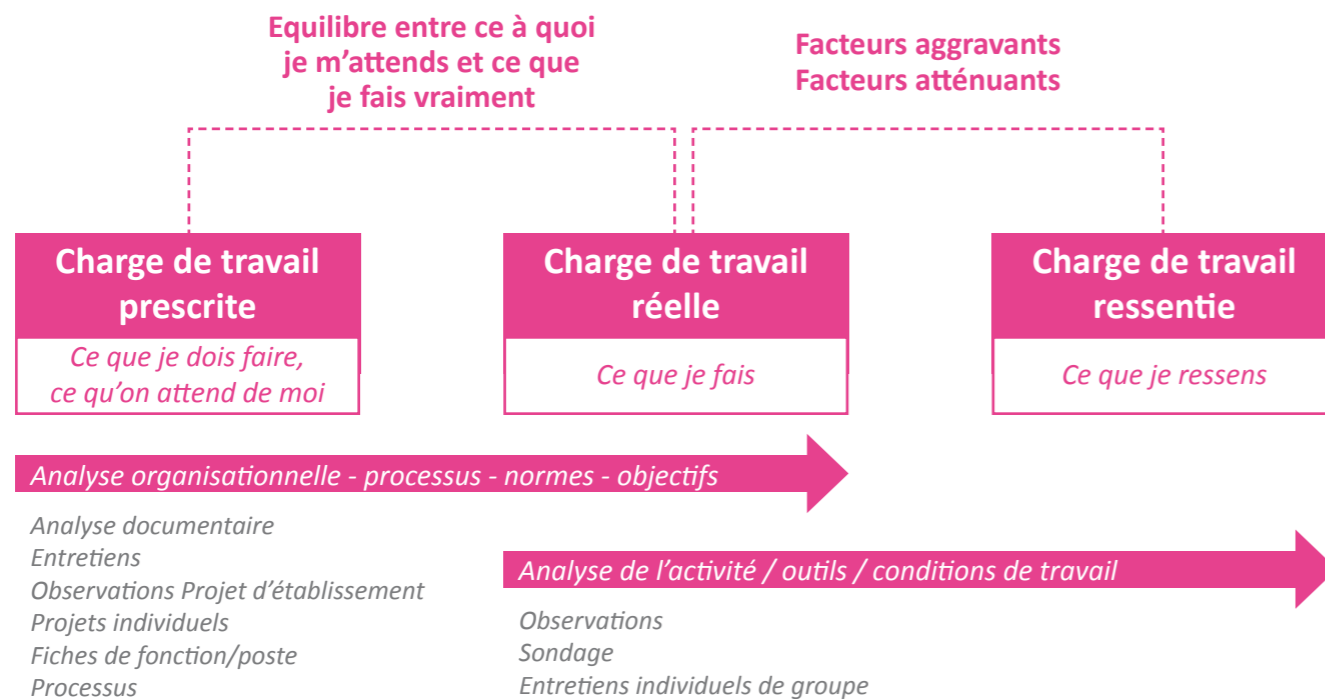 Equilibre entre ce à quoi
je m'attends et ce que
je fais vraiment
Facteurs aggravants
Facteurs atténuants
Charge de travail
prescrite
Ce que je dois faire,
ce qu'on attend de moi
Charge de travail
réelle
Ce que je fais
Charge de travail
ressentie
Ce que je ressens
Analyse organisationnelle - processus - normes - objectifs
Analyse documentaire
Entretiens
Observations Projet d'établissement
Projets individuels
Fiches de fonction/poste
Processus
Analyse de l'activité / outils / conditions de travail
Observations
Sondage
Entretiens individuels de groupe